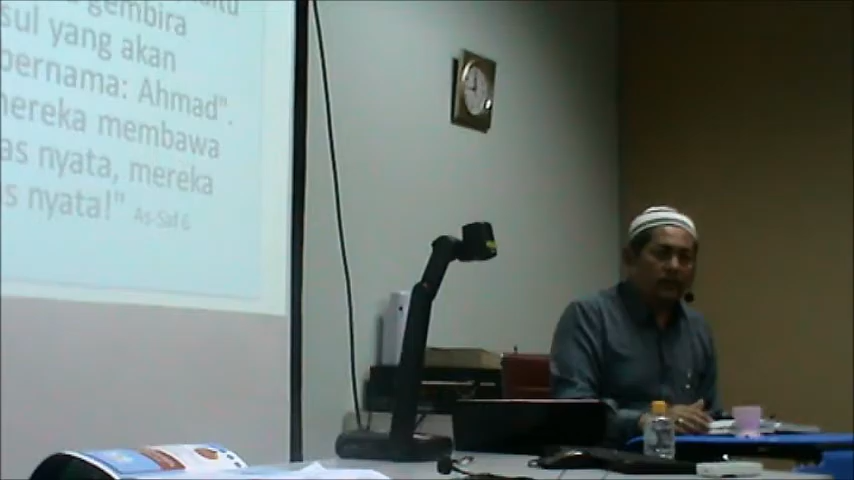 gembira
sul yang akan
bernama: Ahmad".
mereka membawa
as nyata, mereka
s nyata!" As-Saf 6